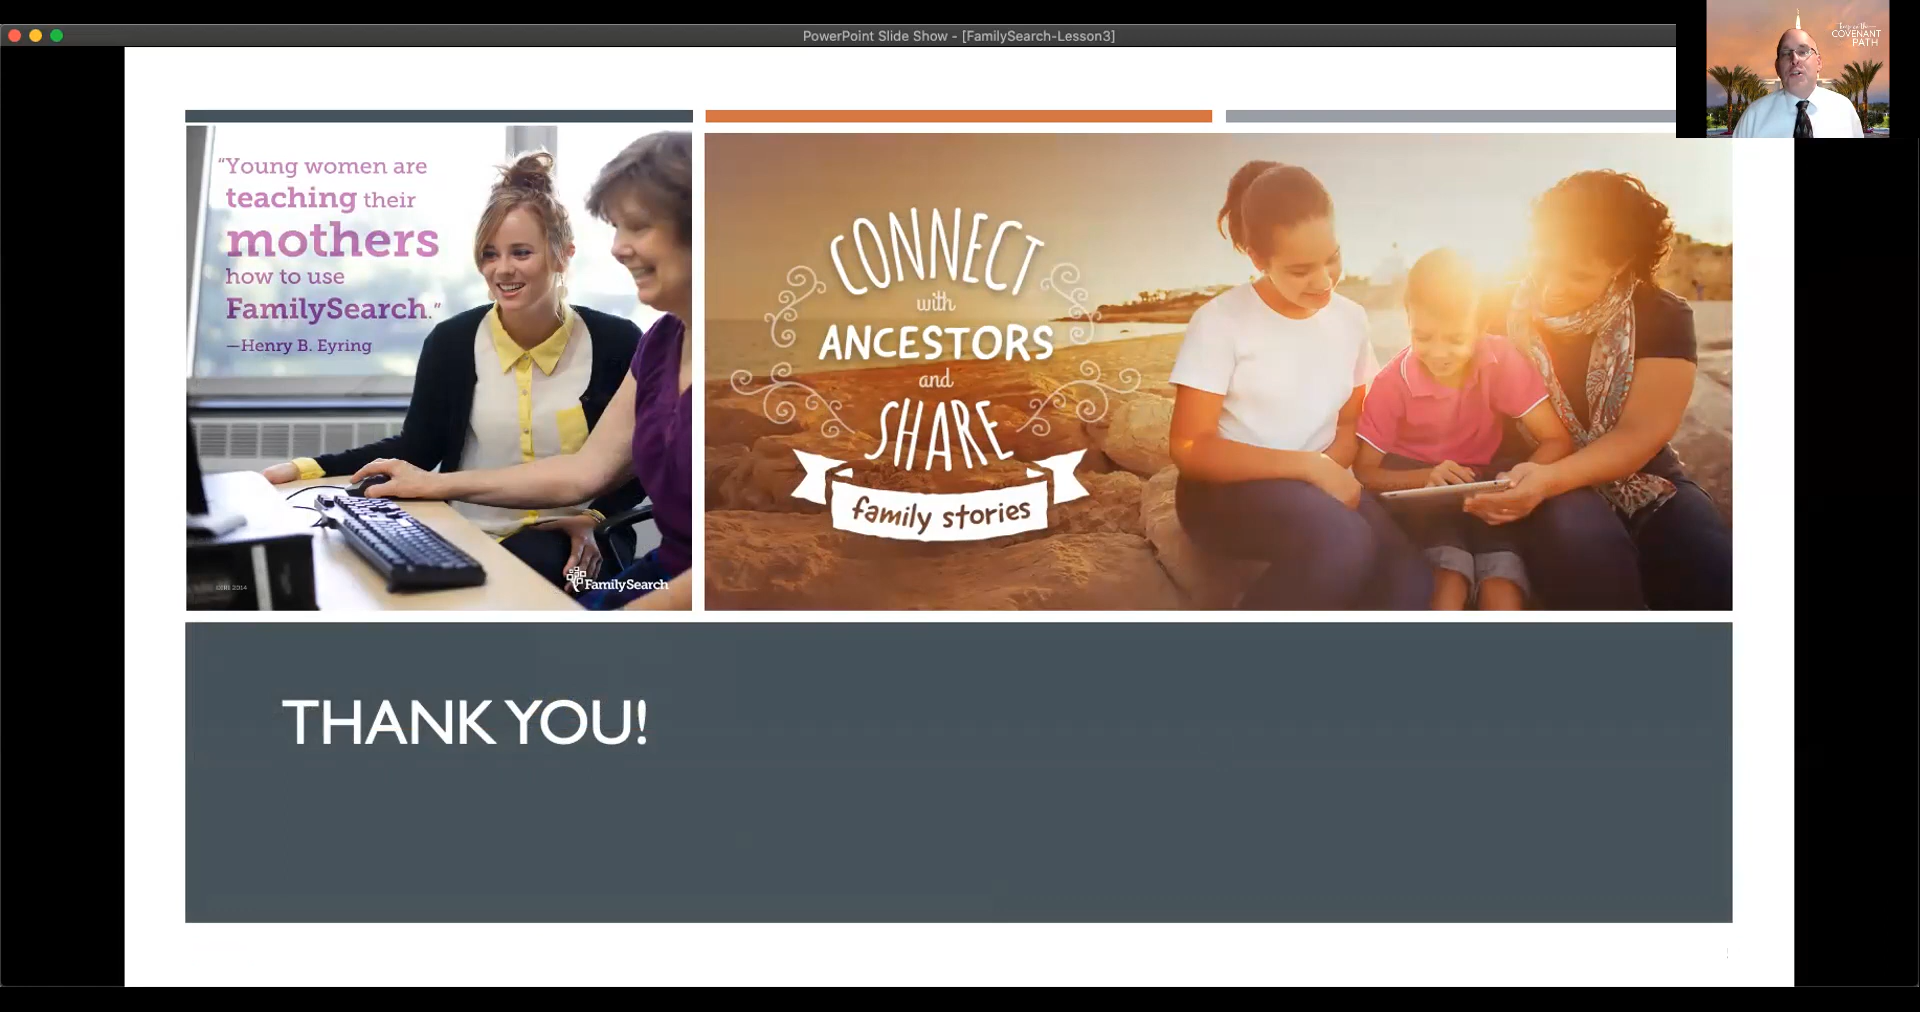 PowerPoint Slide Show - [FamilySearch-Lesson3]
COVENANT
PATH
“Young women are
teaching their
mothers
how to use
FamilySearch.”
—Henry B. Eyring
FamilySearch
CONNECT
with
ANCESTORS
and
SHARE
family stories
THANK YOU!